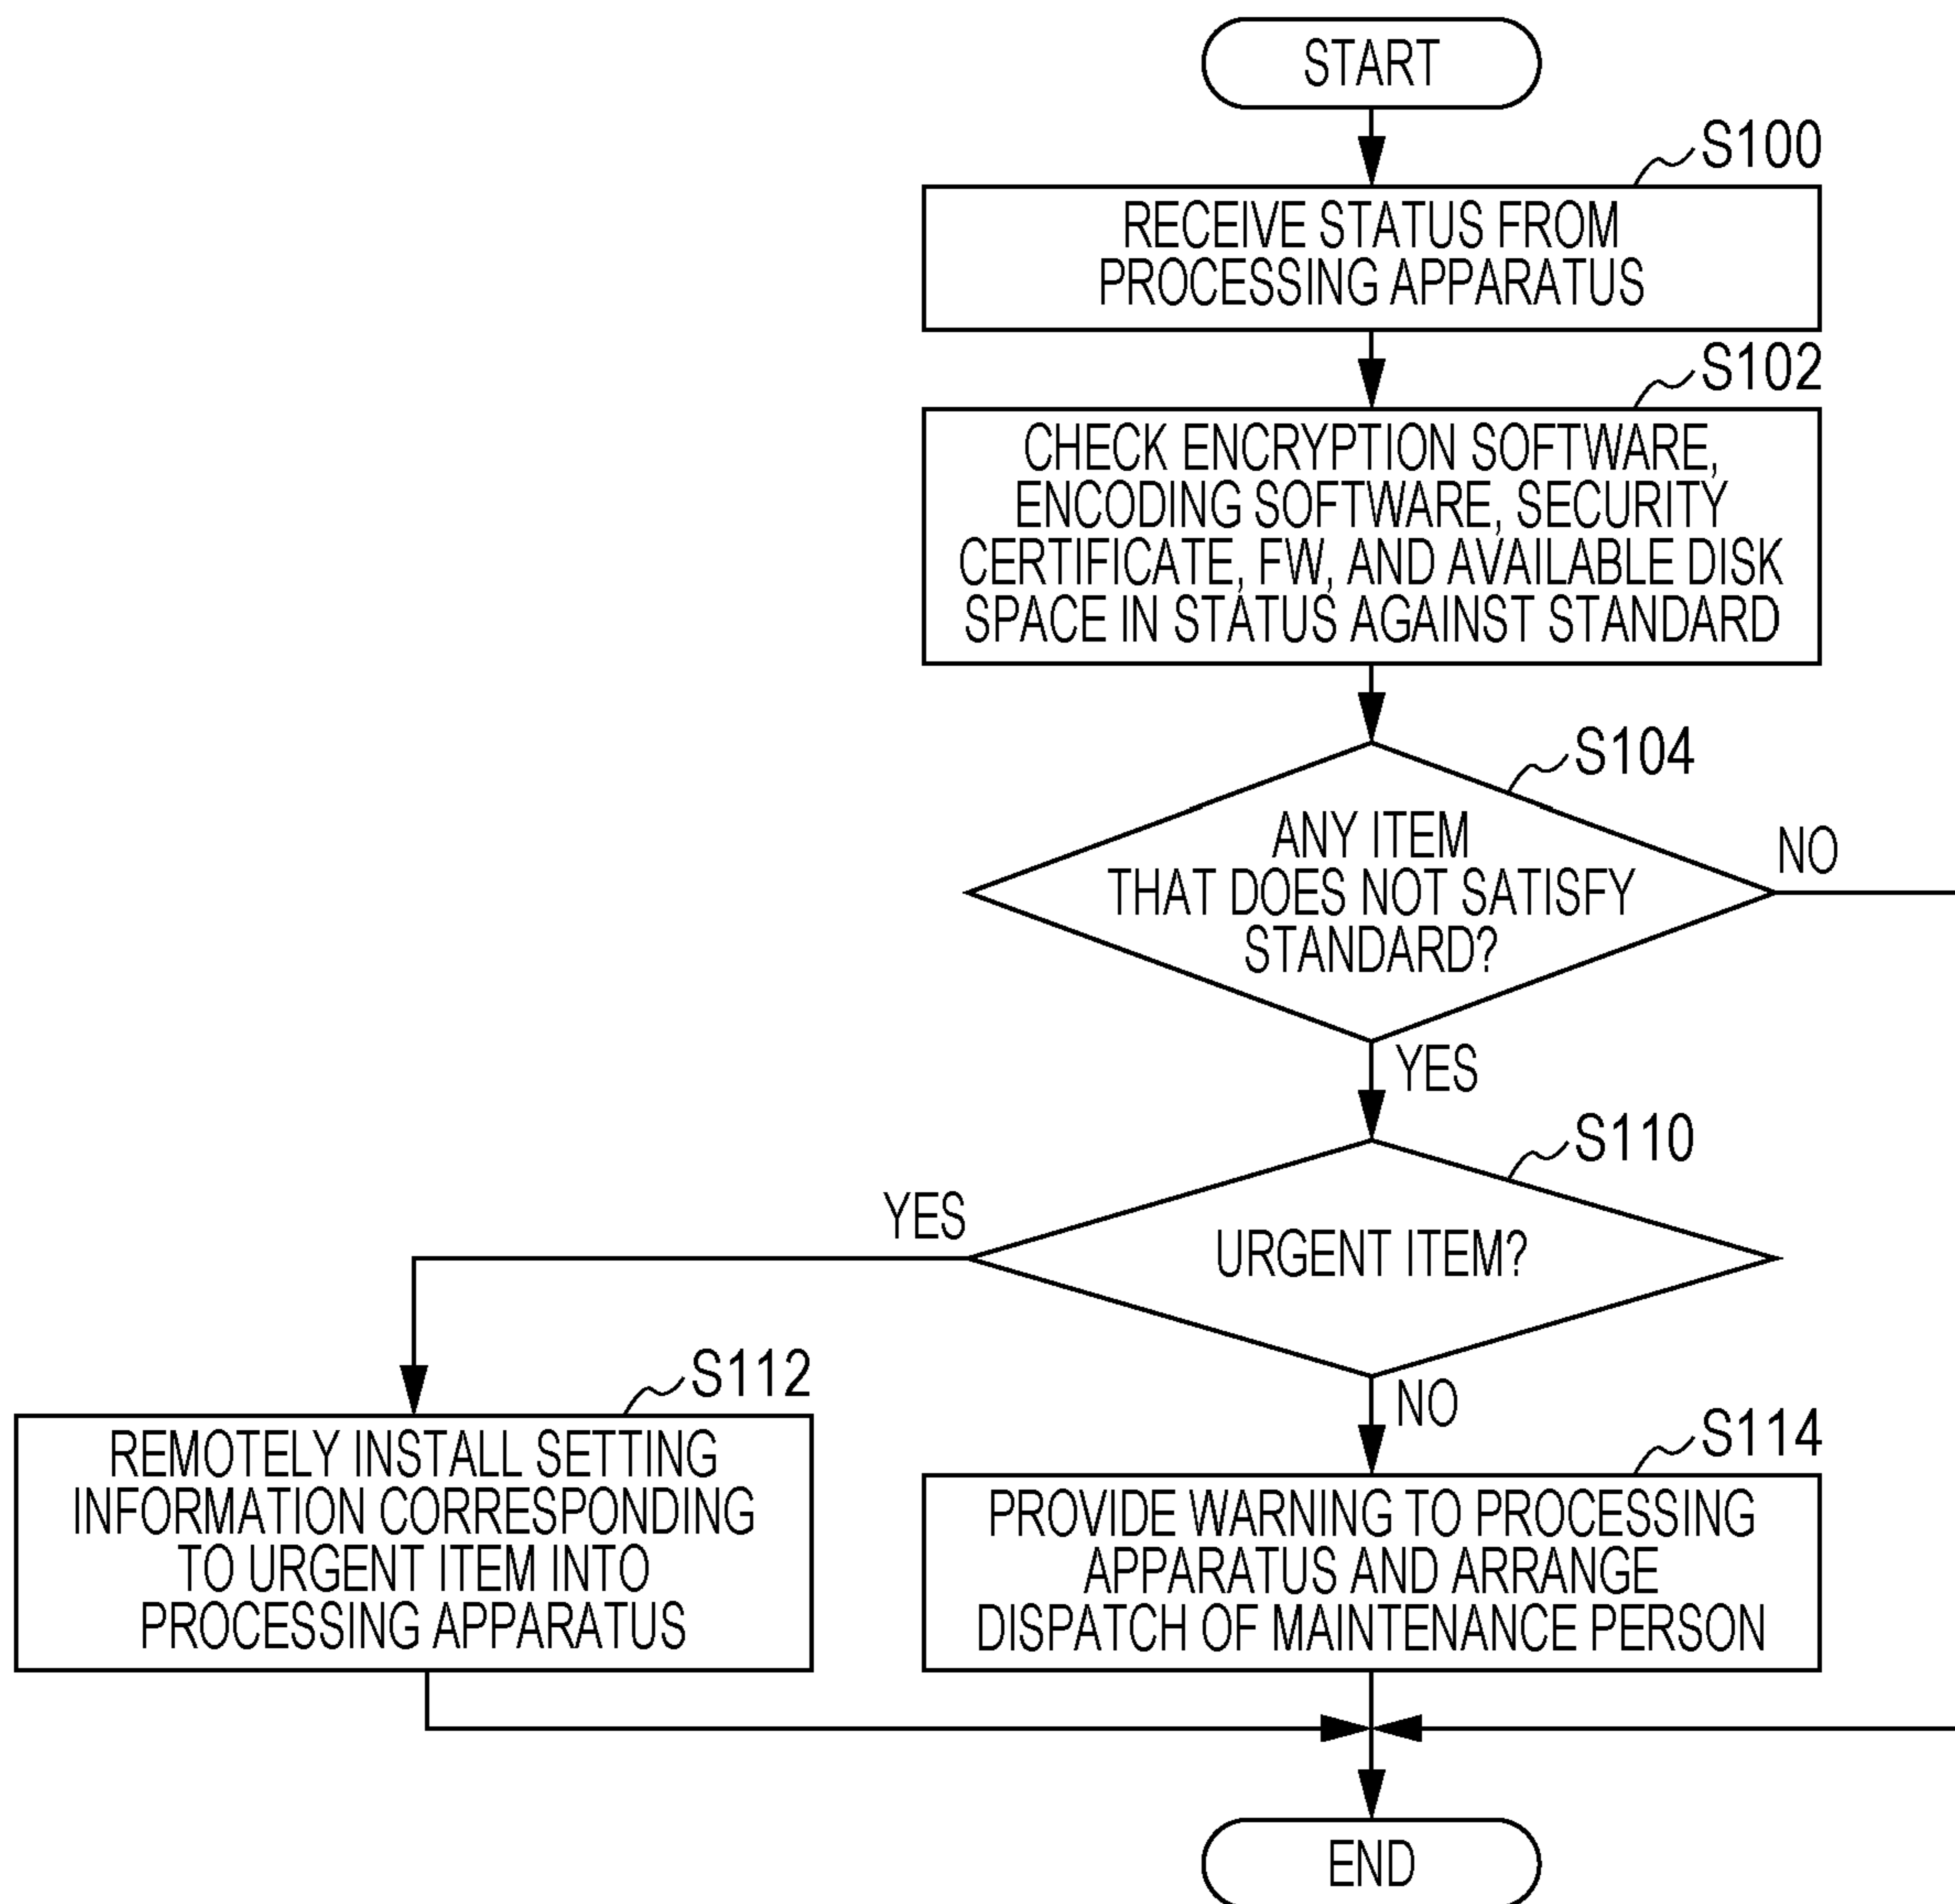 START
S100
RECEIVE STATUS FROM
PROCESSING APPARATUS
S102
CHECK ENCRYPTION SOFTWARE,
ENCODING SOFTWARE, SECURITY
CERTIFICATE, FW, AND AVAILABLE DISK
SPACE IN STATUS AGAINST STANDARD
S104
ANY ITEM
THAT DOES NOT SATISFY
STANDARD?
NO
YES
S110
URGENT ITEM?
YES
NO
S112
REMOTELY INSTALL SETTING
INFORMATION CORRESPONDING
TO URGENT ITEM INTO
PROCESSING APPARATUS
S114
PROVIDE WARNING TO PROCESSING
APPARATUS AND ARRANGE
DISPATCH OF MAINTENANCE PERSON
END